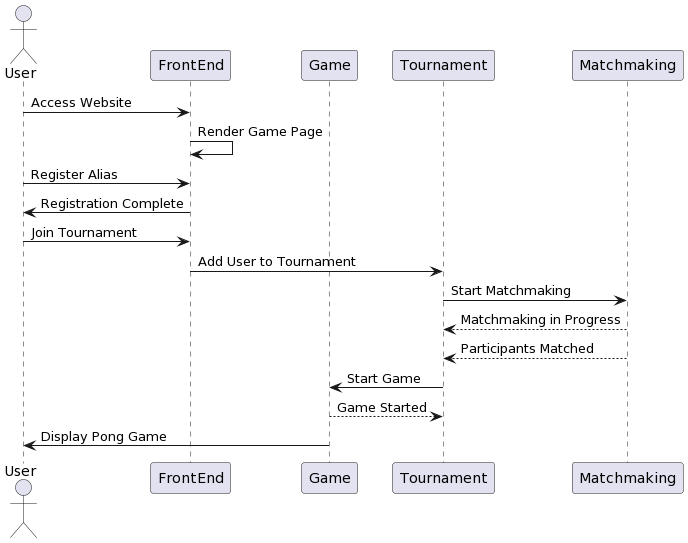 User
FrontEnd
Game
Tournament
Matchmaking
Access Website
Render Game Page
Register Alias
Registration Complete
Join Tournament
Add User to Tournament
Start Matchmaking
Matchmaking in Progress
Participants Matched
Start Game
Game Started
Display Pong Game
User
FrontEnd
Game
Tournament
Matchmaking